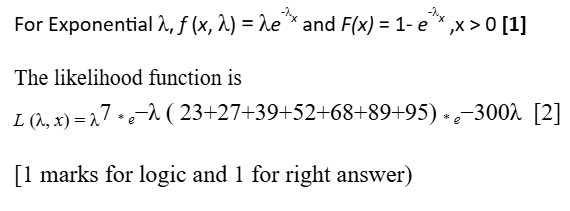 For Exponential λ, f (x, λ) = λe^-λx and F(x) = 1- e^-λx ,x > 0 [1]
The likelihood function is
L (λ, x) = λ7 * e−λ ( 23+27+39+52+68+89+95) * e−300λ [2]
[1 marks for logic and 1 for right answer)